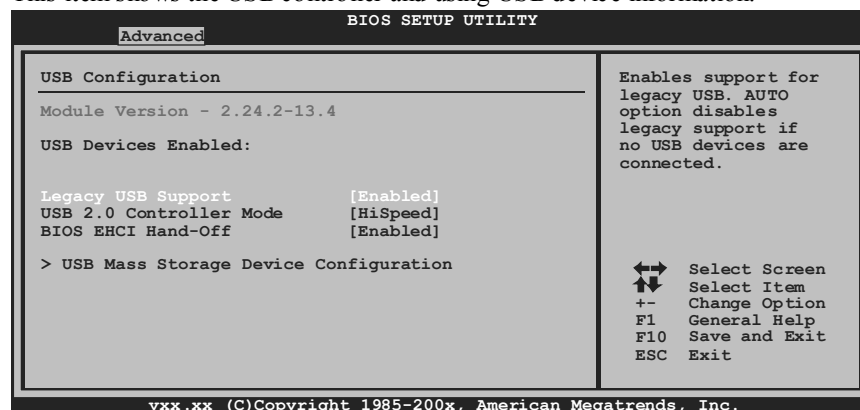 This item shows the USB controller and using USB device information.
BIOS SETUP UTILITY
Advanced
USB Configuration
Module Version - 2.24.2-13.4
USB Devices Enabled:
Legacy USB Support [Enabled]
USB 2.0 Controller Mode [HiSpeed]
BIOS EHCI Hand-Off [Enabled]
> USB Mass Storage Device Configuration
Enables support for
legacy USB. AUTO
option disables
legacy support if
no USB devices are
connected.
Select Screen
Select Item
+- Change Option
F1 General Help
F10 Save and Exit
ESC Exit
vxx.xx (C)Copyright 1985-200x, American Megatrends, Inc.